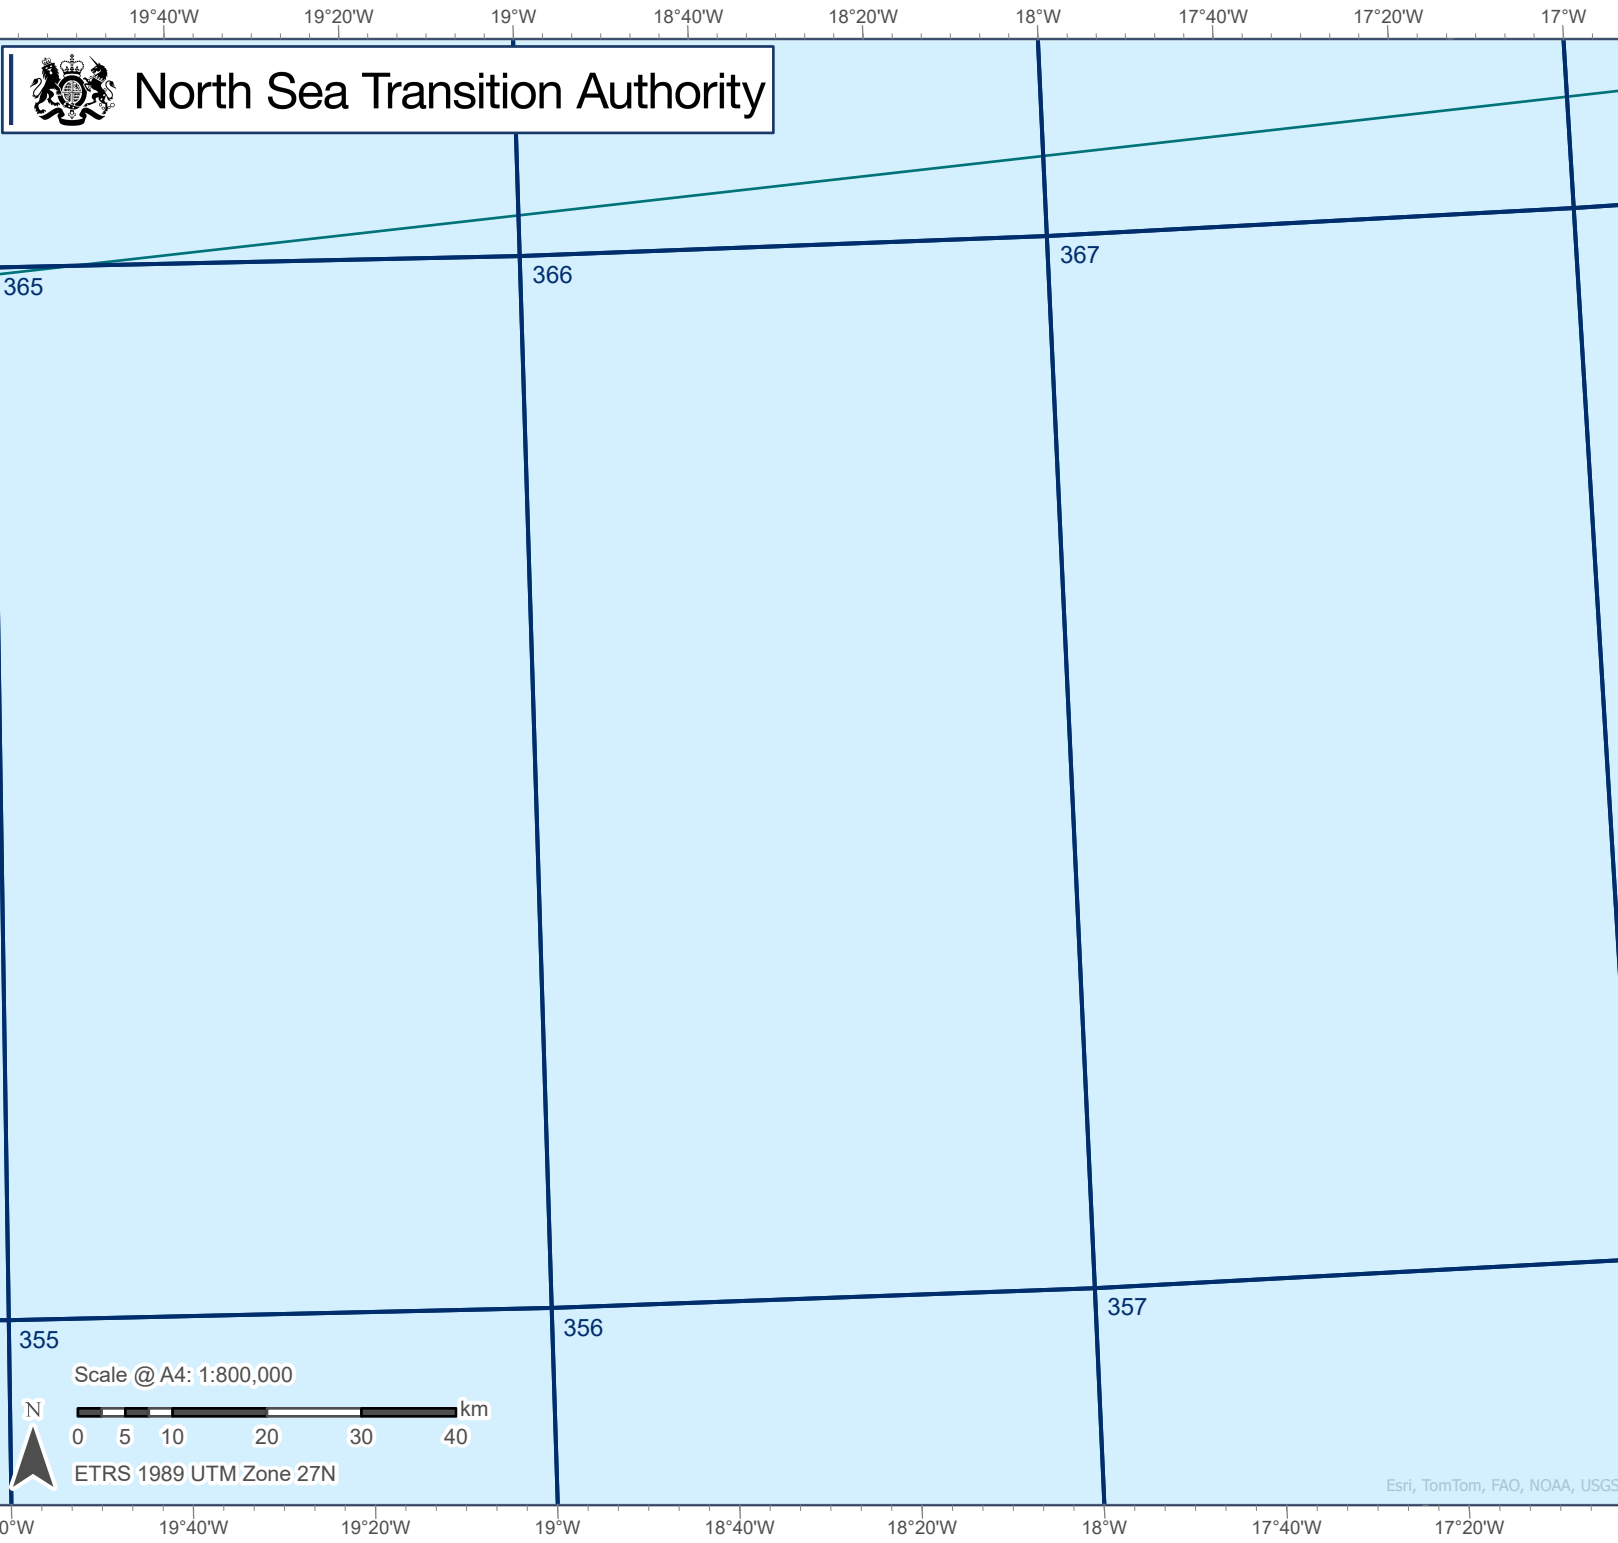 19°40'W 19°20'W 19°W 18°40'W 18°20'W 18°W 17°40'W 17°20'W 17°W
North Sea Transition Authority
365
366
367
355
356
357
Scale @ A4: 1:800,000
N
km
0 5 10 20 30 40
ETRS 1989 UTM Zone 27N
Esri, TomTom, FAO, NOAA, USGS
0°W 19°40'W 19°20'W 19°W 18°40'W 18°20'W 18°W 17°40'W 17°20'W